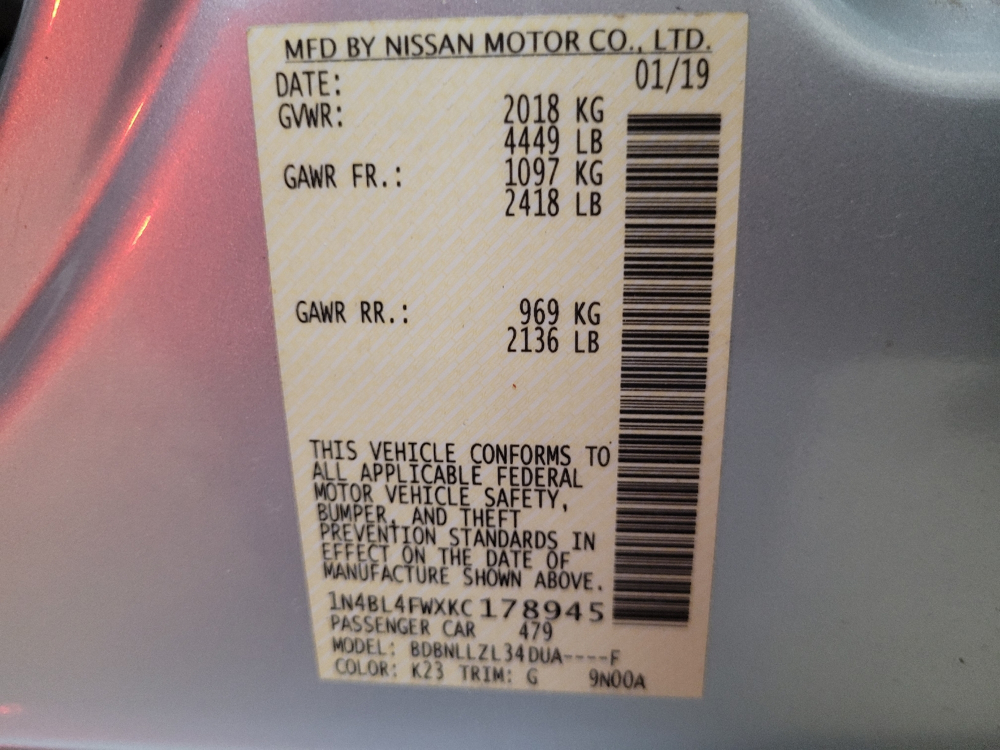 MFD BY NISSAN MOTOR CO., LTD.
DATE: 01/19
GVWR: 2018 KG
4449 LB
GAWR FR.: 1097 KG
2418 LB
GAWR RR.: 969 KG
2136 LB
THIS VEHICLE CONFORMS TO
ALL APPLICABLE FEDERAL
MOTOR VEHICLE SAFETY,
BUMPER, AND THEFT
PREVENTION STANDARDS IN
EFFECT ON THE DATE OF
MANUFACTURE SHOWN ABOVE.
1N4BL4FWXKC178945
PASSENGER CAR 479
MODEL: BDBNLLZL34DUA----F
COLOR: K23 TRIM: G 9N00A